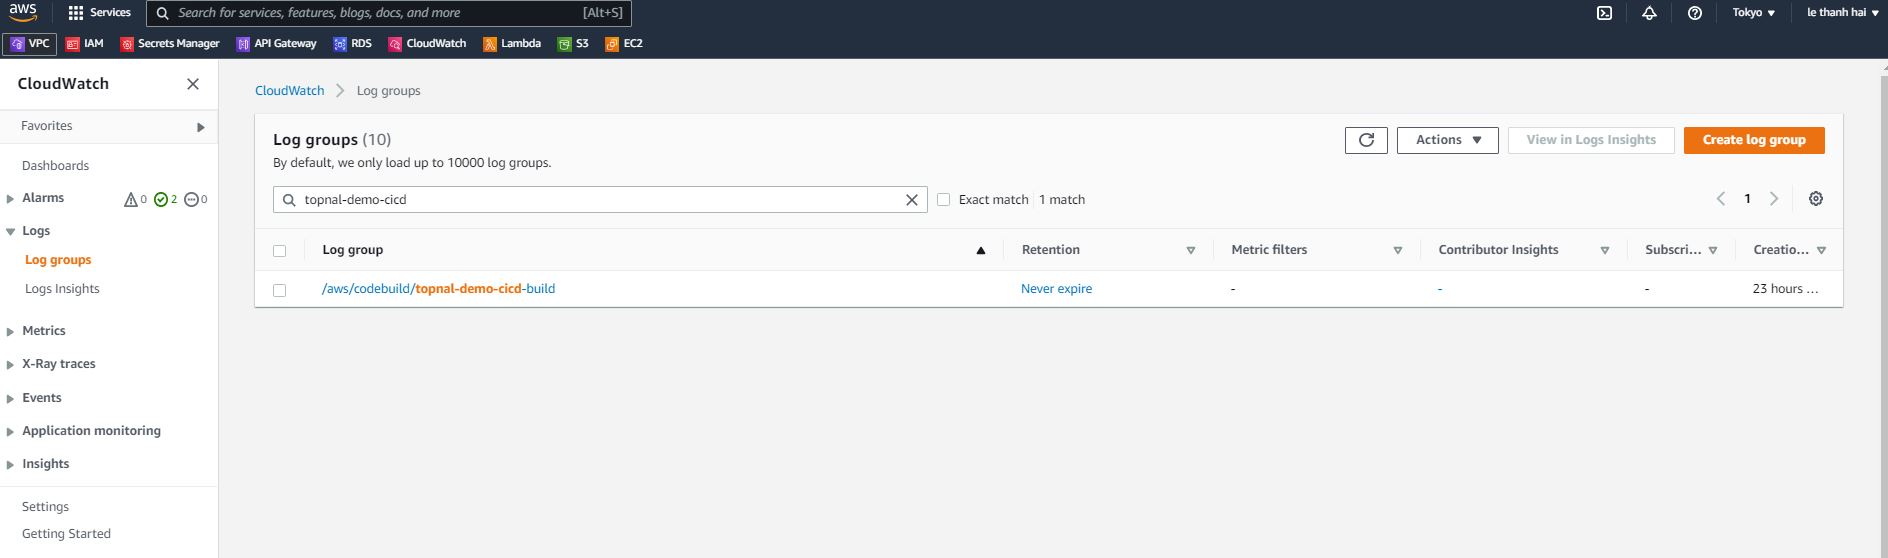 aws Services Search for services, features, blogs, docs, and more [Alt+S] Tokyo le thanh hai
VPC IAM Secrets Manager API Gateway RDS CloudWatch Lambda S3 EC2
CloudWatch
Favorites
Dashboards
Alarms 0 2 0
Logs
Log groups
Logs Insights
Metrics
X-Ray traces
Events
Application monitoring
Insights
Settings
Getting Started
CloudWatch Log groups
Log groups (10) Actions View in Logs Insights Create log group
By default, we only load up to 10000 log groups.
topnal-demo-cicd Exact match 1 match 1
Log group Retention Metric filters Contributor Insights Subscri... Creatio...
/aws/codebuild/topnal-demo-cicd-build Never expire - - - 23 hours ...